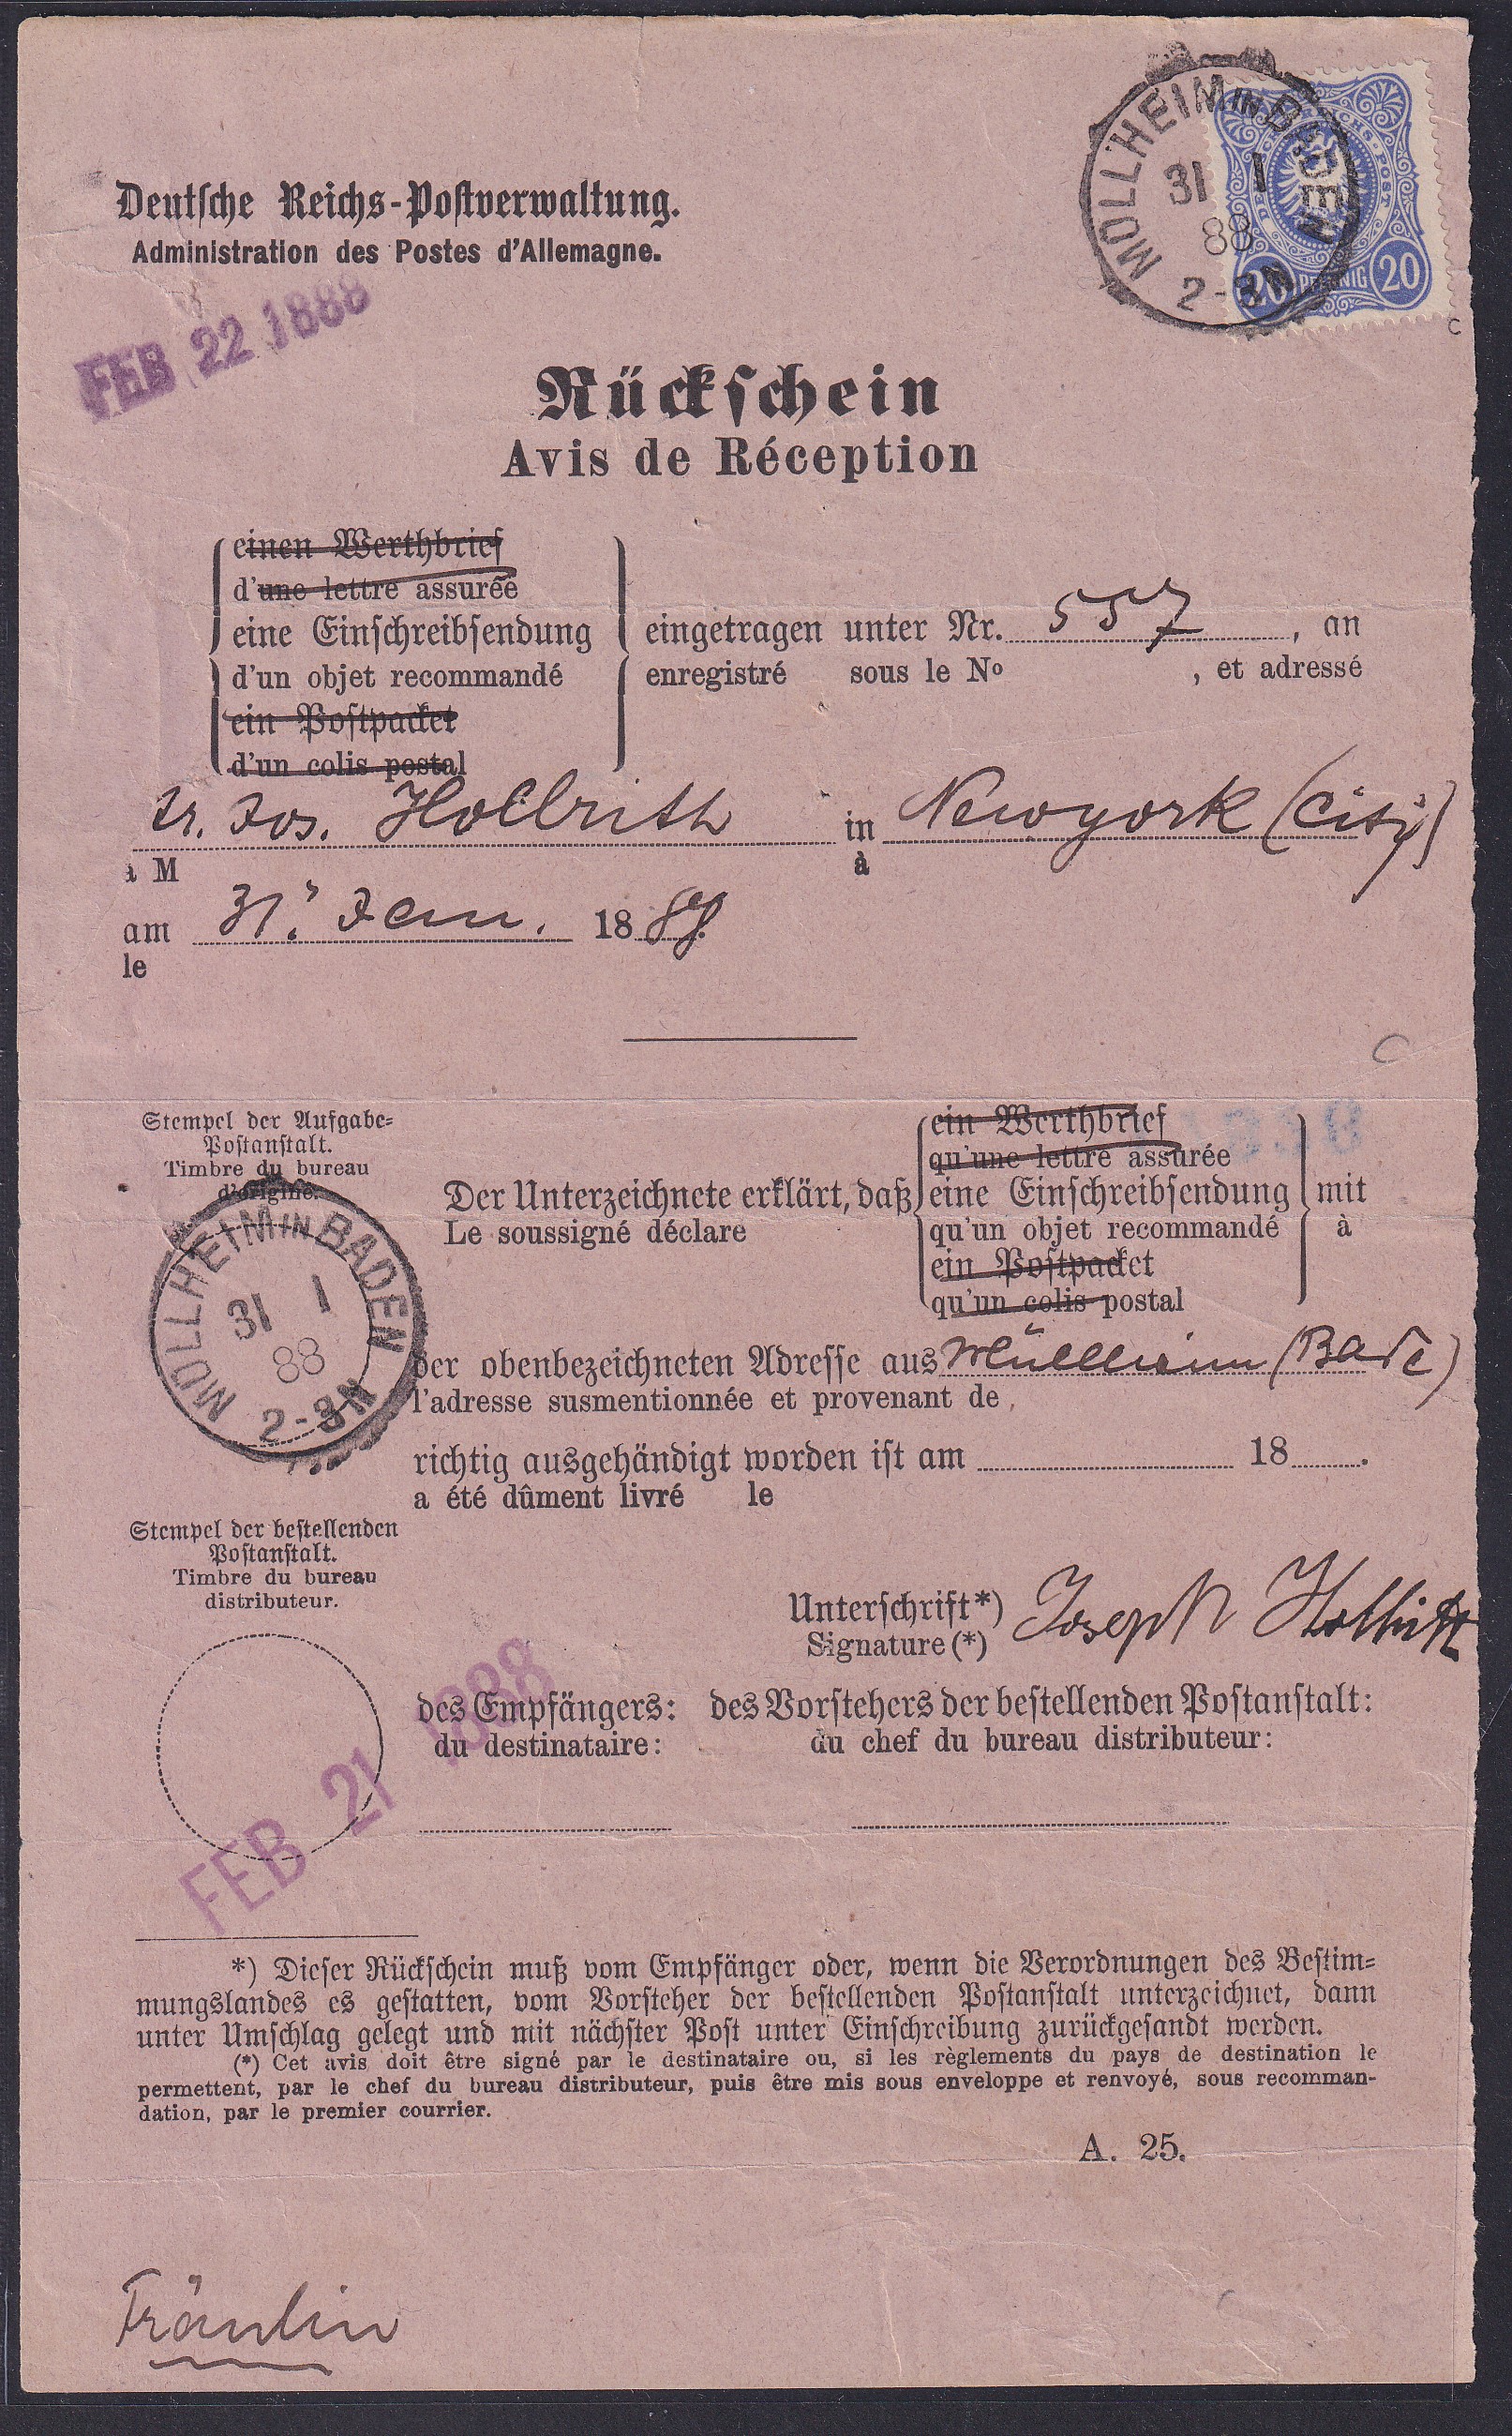 MÜLLHEIM IN BADEN
31 1
88
2-3N
DEUTSCHE REICHS-POST
20 PFENNIG 20
Deutsche Reichs-Postverwaltung.
Administration des Postes d'Allemagne.
FEB 22 1888
Rückschein
Avis de Réception
einen Werthbrief
d'une lettre assurée
eine Einschreibsendung
d'un objet recommandé
ein Postpacket
d'un colis postal
eingetragen unter Nr. 557, an
enregistré sous le No , et adressé
Jos. in Newyork (City)
à M à
am 31. Jan. 1888.
le
Stempel der Aufgabe-
Postanstalt.
Timbre du bureau
d'origine.
MÜLLHEIM IN BADEN
31 1
88
2-3N
Der Unterzeichnete erklärt, daß
Le soussigné déclare
ein Werthbrief
qu'une lettre assurée
eine Einschreibsendung
qu'un objet recommandé
ein Postpacket
qu'un colis postal
mit
à
der obenbezeichneten Adresse aus Müllheim (Bade)
l'adresse susmentionnée et provenant de ,
richtig ausgehändigt worden ist am 18 .
a été dûment livré le
Stempel der bestellenden
Postanstalt.
Timbre du bureau
distributeur.
Unterschrift*) Joseph
Signature (*)
des Empfängers: des Vorstehers der bestellenden Postanstalt:
du destinataire: du chef du bureau distributeur:
FEB 21 1888
*) Dieser Rückschein muß vom Empfänger oder, wenn die Verordnungen des Bestim-
mungslandes es gestatten, vom Vorsteher der bestellenden Postanstalt unterzeichnet, dann
unter Umschlag gelegt und mit nächster Post unter Einschreibung zurückgesandt werden.
(*) Cet avis doit être signé par le destinataire ou, si les règlements du pays de destination le
permettent, par le chef du bureau distributeur, puis être mis sous enveloppe et renvoyé, sous recomman-
dation, par le premier courrier.
A. 25.
Fräulin